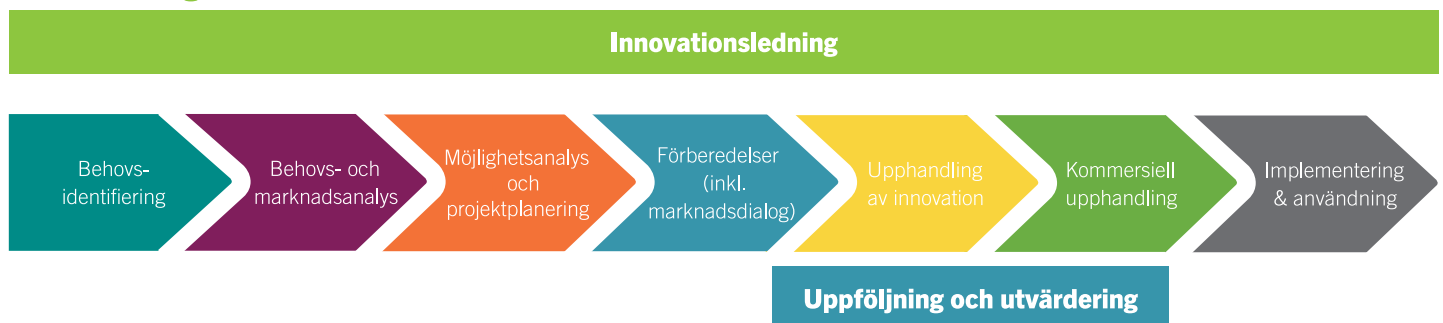 Innovationsledning
Behovs-
identifiering
Behovs- och
marknadsanalys
Möjlighetsanalys
och
projektplanering
Förberedelser
(inkl.
marknadsdialog)
Upphandling
av innovation
Kommersiell
upphandling
Implementering
& användning
Uppföljning och utvärdering